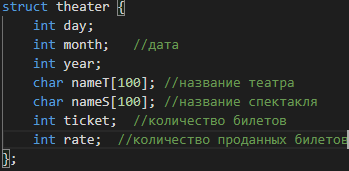 struct theater {
int day;
int month; //дата
int year;
char nameT[100]; //название театра
char nameS[100]; //название спектакля
int ticket; //количество билетов
int rate; //количество проданных билетов
};